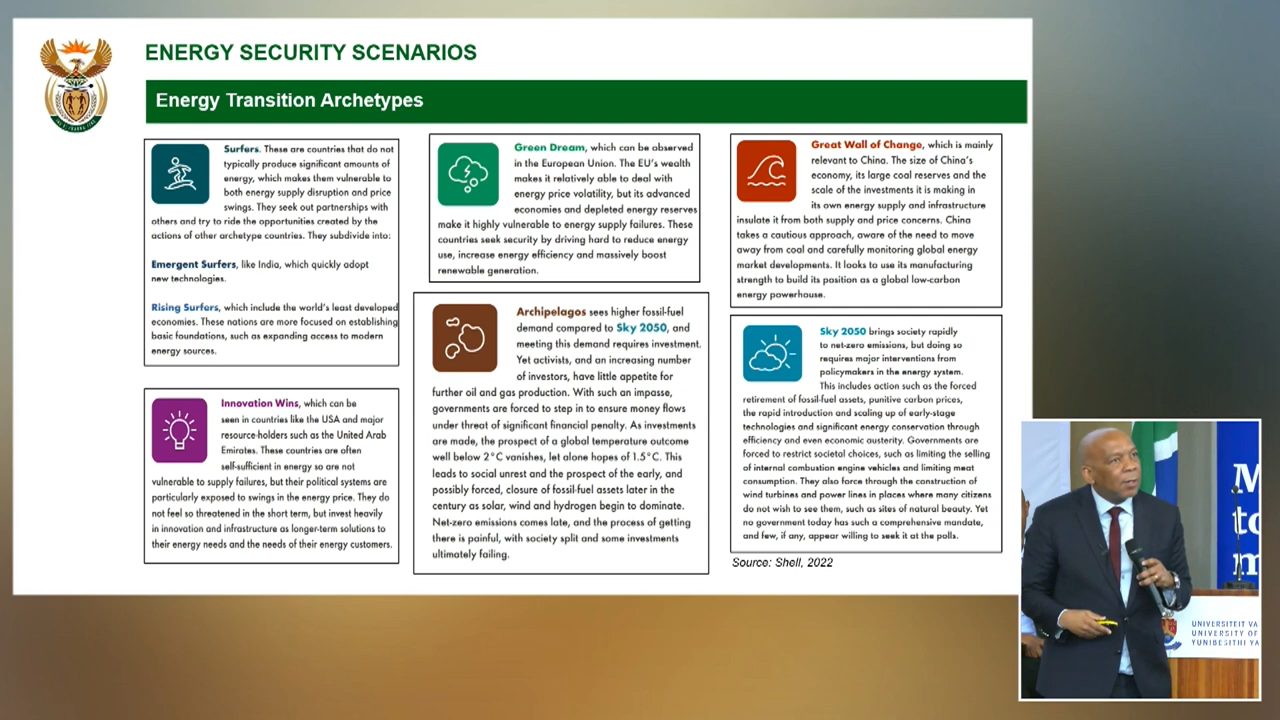 ENERGY SECURITY SCENARIOS
Energy Transition Archetypes
Surfers. These are countries that do not
typically produce significant amounts of
energy, which makes them vulnerable to
both energy supply disruption and price
swings. They seek out partnerships with
others and try to ride the opportunities created by the
actions of other archetype countries. They subdivide into:
Emergent Surfers, like India, which quickly adopt
new technologies.
Rising Surfers, which include the world's least developed
economies. These nations are more focused on establishing
basic foundations, such as expanding access to modern
energy sources.
Innovation Wins, which can be
seen in countries like the USA and major
resource-holders such as the United Arab
Emirates. These countries are often
self-sufficient in energy so are not
vulnerable to supply failures, but their political systems are
particularly exposed to swings in the energy price. They do
not feel so threatened in the short term, but invest heavily
in innovation and infrastructure as longer-term solutions to
their energy needs and the needs of their energy customers.
Green Dream, which can be observed
in the European Union. The EU's wealth
makes it relatively able to deal with
energy price volatility, but its advanced
economies and depleted energy reserves
make it highly vulnerable to energy supply failures. These
countries seek security by driving hard to reduce energy
use, increase energy efficiency and massively boost
renewable generation.
Archipelagos sees higher fossil-fuel
demand compared to Sky 2050, and
meeting this demand requires investment.
Yet activists, and an increasing number
of investors, have little appetite for
further oil and gas production. With such an impasse,
governments are forced to step in to ensure money flows
under threat of significant financial penalty. As investments
are made, the prospect of a global temperature outcome
well below 2°C vanishes, let alone hopes of 1.5°C. This
leads to social unrest and the prospect of the early, and
possibly forced, closure of fossil-fuel assets later in the
century as solar, wind and hydrogen begin to dominate.
Net-zero emissions comes late, and the process of getting
there is painful, with society split and some investments
ultimately failing.
Great Wall of Change, which is mainly
relevant to China. The size of China's
economy, its large coal reserves and the
scale of the investments it is making in
its own energy supply and infrastructure
insulate it from both supply and price concerns. China
takes a cautious approach, aware of the need to move
away from coal and carefully monitoring global energy
market developments. It looks to use its manufacturing
strength to build its position as a global low-carbon
energy powerhouse.
Sky 2050 brings society rapidly
to net-zero emissions, but doing so
requires major interventions from
policymakers in the energy system.
This includes action such as the forced
retirement of fossil-fuel assets, punitive carbon prices,
the rapid introduction and scaling up of early-stage
technologies and significant energy conservation through
efficiency and even economic austerity. Governments are
forced to restrict societal choices, such as limiting the selling
of internal combustion engine vehicles and limiting meat
consumption. They also force through the construction of
wind turbines and power lines in places where many citizens
do not wish to see them, such as sites of natural beauty. Yet
no government today has such a comprehensive mandate,
and few, if any, appear willing to seek it at the polls.
Source: Shell, 2022
M
to
m
UNIVERSITEIT VA
UNIVERSITY OF
YUNIBESITHI YA